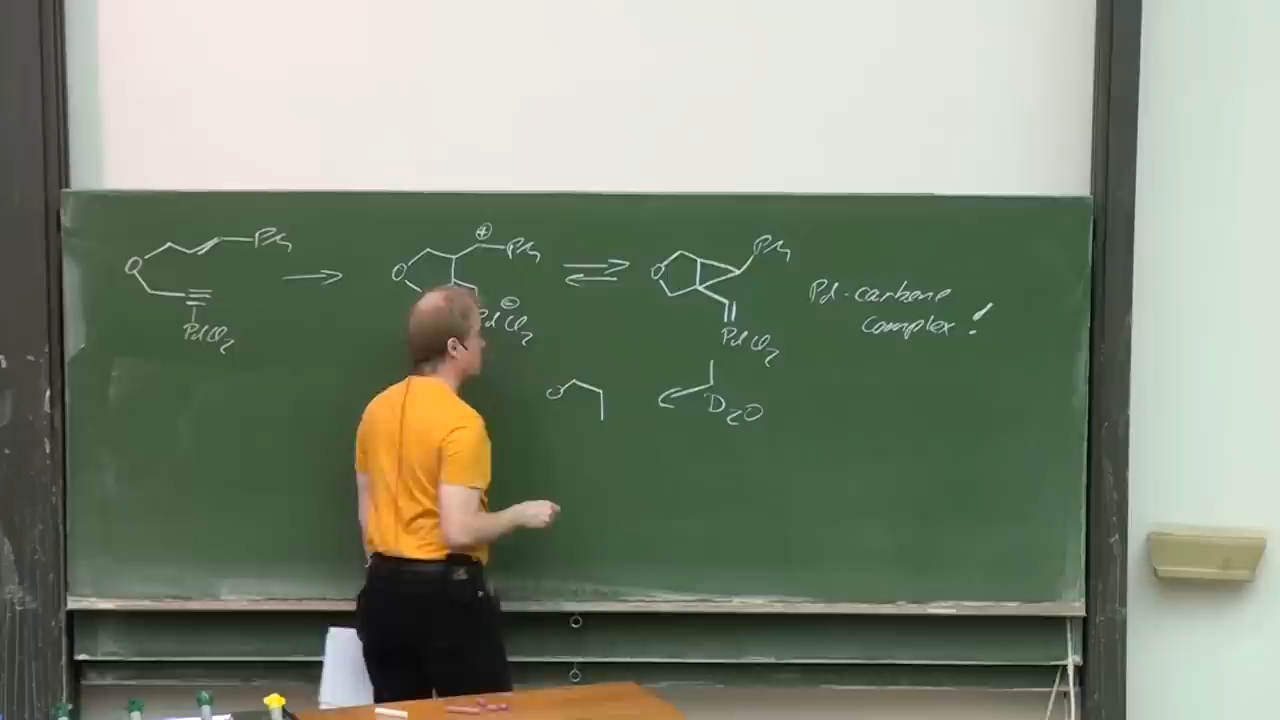 O Ph
PdCl2
O ⊕ Ph
⊖
PdCl2
O Ph
PdCl2
Pd-carbene
complex!
O
D2O